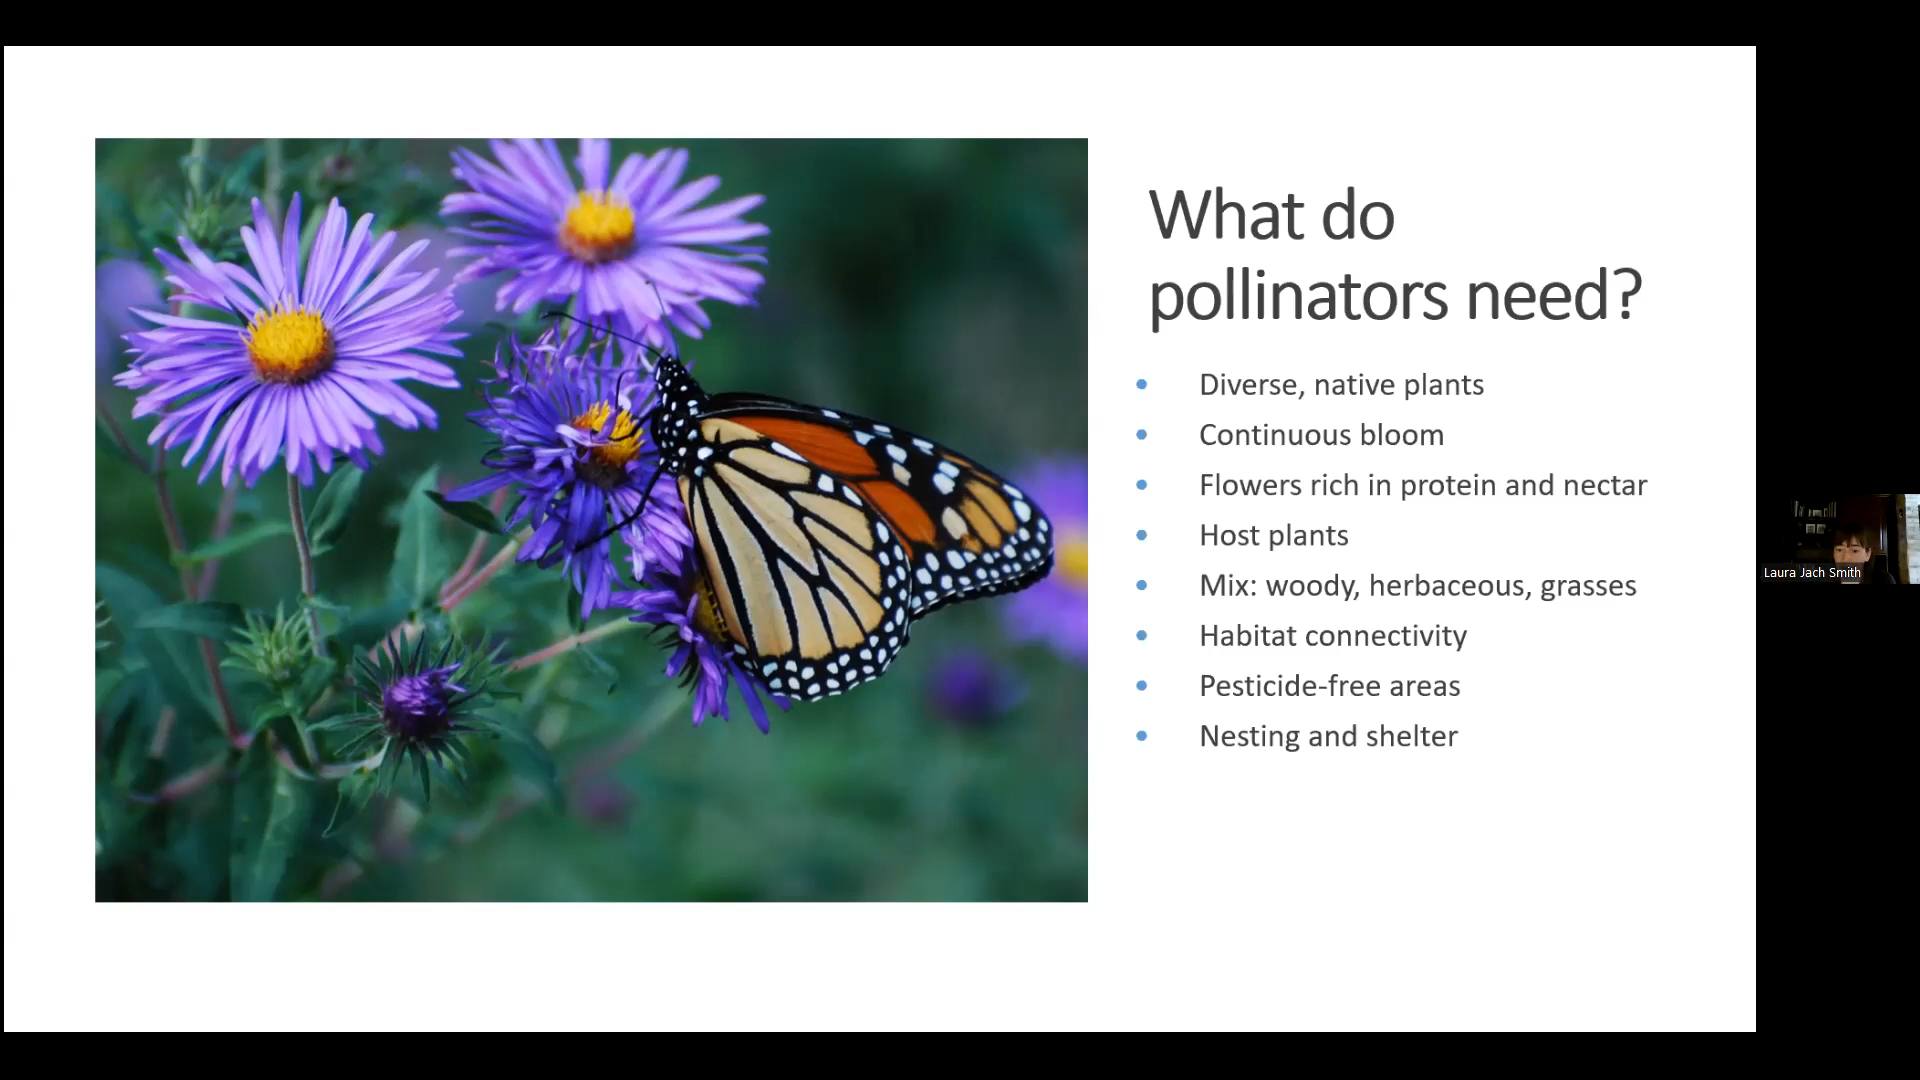 What do
pollinators need?
Diverse, native plants
Continuous bloom
Flowers rich in protein and nectar
Host plants
Mix: woody, herbaceous, grasses
Habitat connectivity
Pesticide-free areas
Nesting and shelter
Laura Jach Smith